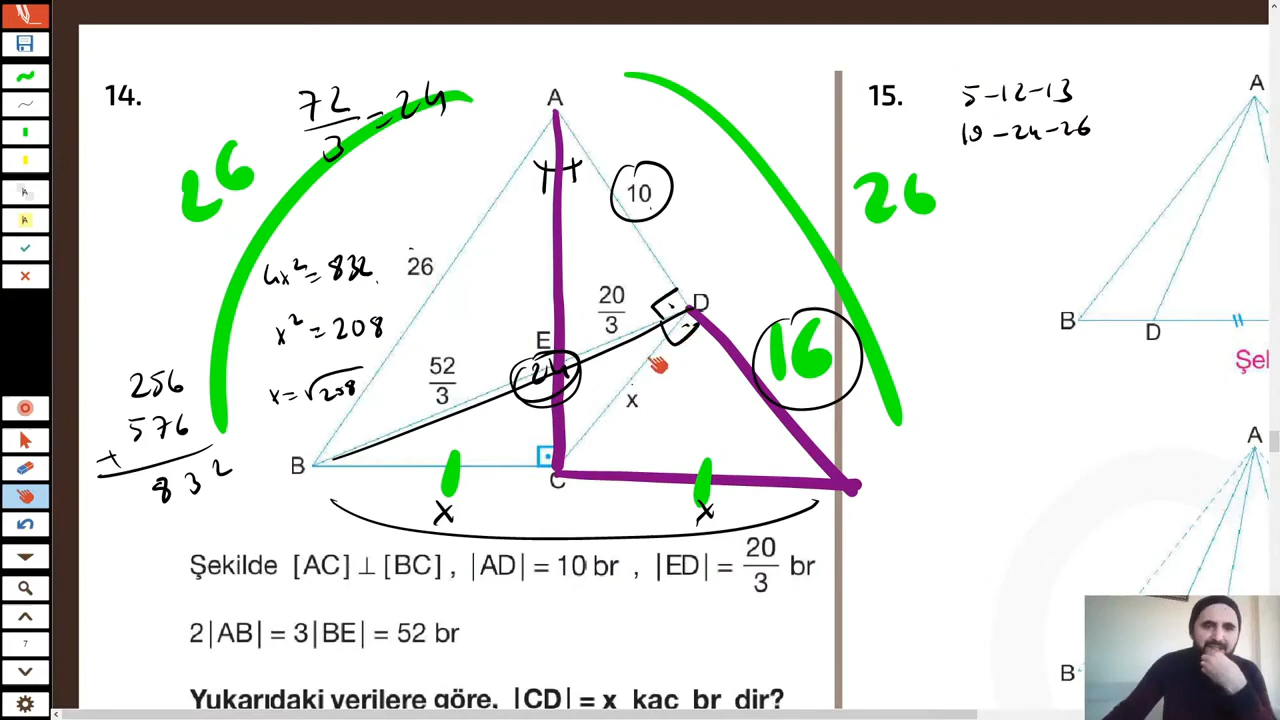 14.
72
3
= 24
26
4x² = 832
x² = 208
x = √208
256
576
+
832
A
10
26
20
3
E
D
52
3
24
16
x
B
C
x
x
26
Şekilde [AC] ⊥ [BC] , |AD| = 10 br , |ED| = 20/3 br
2|AB| = 3|BE| = 52 br
Yukarıdaki verilere göre, |CD| = x kaç br dir?
15.
5-12-13
10-24-26
A
B
D
Şel
A
B
7